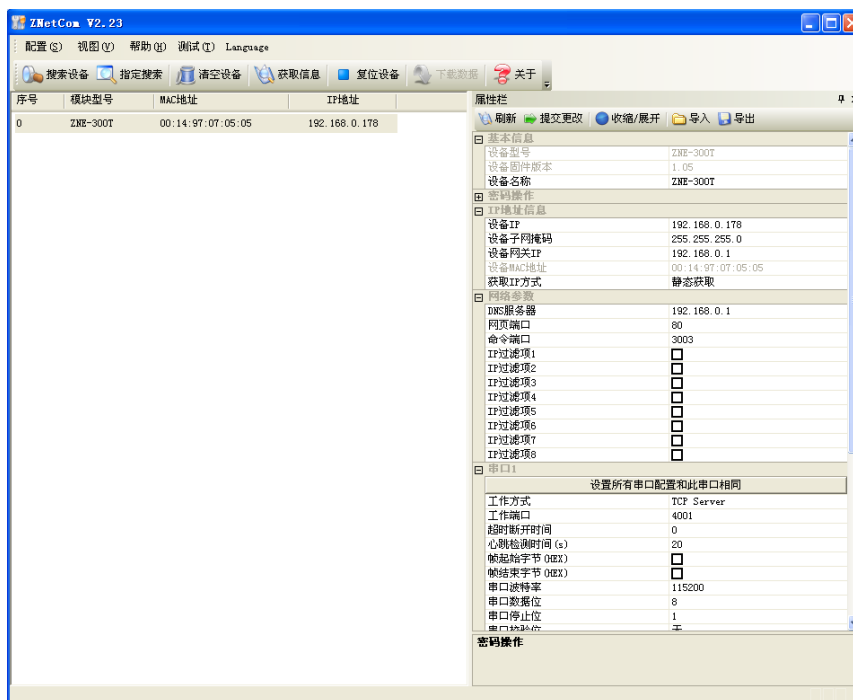 ZNetCom V2.23
配置(S) 视图(V) 帮助(H) 测试(T) Language
搜索设备 指定搜索 清空设备 获取信息 复位设备 下载数据 关于
序号 模块型号 MAC地址 IP地址
0 ZNE-300T 00:14:97:07:05:05 192.168.0.178
属性栏
刷新 提交更改 收缩/展开 导入 导出
基本信息
设备型号 ZNE-300T
设备固件版本 1.05
设备名称 ZNE-300T
密码操作
IP地址信息
设备IP 192.168.0.178
设备子网掩码 255.255.255.0
设备网关IP 192.168.0.1
设备MAC地址 00:14:97:07:05:05
获取IP方式 静态获取
网络参数
DNS服务器 192.168.0.1
网页端口 80
命令端口 3003
IP过滤项1
IP过滤项2
IP过滤项3
IP过滤项4
IP过滤项5
IP过滤项6
IP过滤项7
IP过滤项8
串口1
设置所有串口配置和此串口相同
工作方式 TCP Server
工作端口 4001
超时断开时间 0
心跳检测时间(s) 20
帧起始字节(HEX)
帧结束字节(HEX)
串口波特率 115200
串口数据位 8
串口停止位 1
串口校验位 无
密码操作